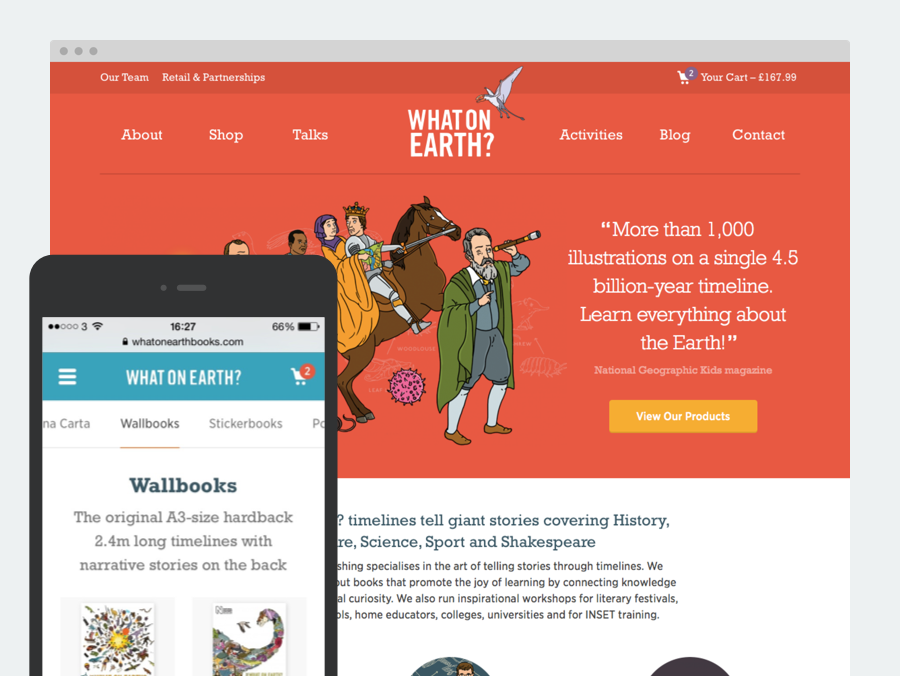 Our Team Retail & Partnerships
2 Your Cart – £167.99
About Shop Talks
WHAT ON
EARTH?
Activities Blog Contact
“More than 1,000
illustrations on a single 4.5
billion-year timeline.
Learn everything about
the Earth!”
National Geographic Kids magazine
View Our Products
WOODLOUSE
LEAF
? timelines tell giant stories covering History,
re, Science, Sport and Shakespeare
shing specialises in the art of telling stories through timelines. We
out books that promote the joy of learning by connecting knowledge
al curiosity. We also run inspirational workshops for literary festivals,
ols, home educators, colleges, universities and for INSET training.
3 16:27 66%
whatonearthbooks.com
WHAT ON EARTH? 2
na Carta Wallbooks Stickerbooks Po
Wallbooks
The original A3-size hardback
2.4m long timelines with
narrative stories on the back